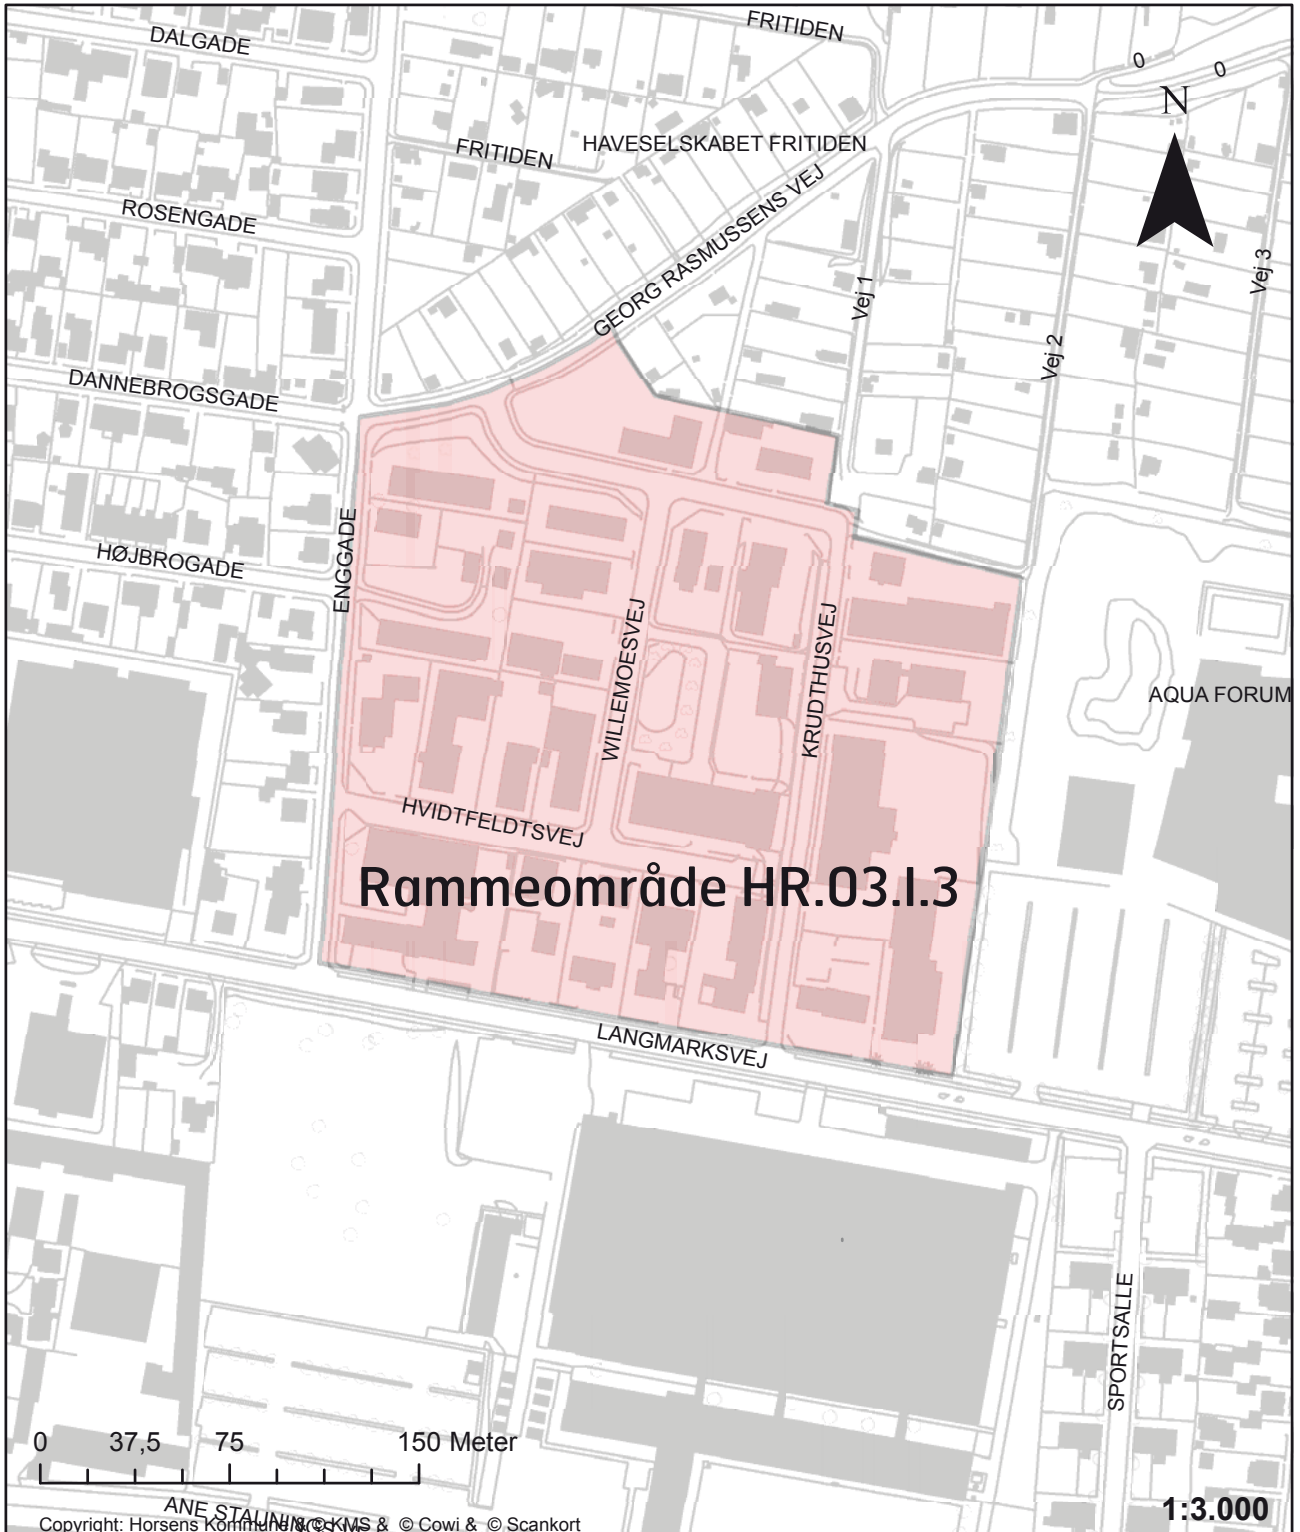 FRITIDEN
DALGADE
0
0
N
HAVESELSKABET FRITIDEN
FRITIDEN
GEORG RASMUSSENS VEJ
ROSENGADE
Vej 1
Vej 2
Vej 3
DANNEBROGSGADE
HØJBROGADE
ENGGADE
WILLEMOESVEJ
KRUDTHUSVEJ
AQUA FORUM
HVIDTFELDTSVEJ
Rammeområde HR.03.I.3
LANGMARKSVEJ
SPORTSALLE
0 37,5 75 150 Meter
ANE STAUNINGS
1:3.000
Copyright: Horsens Kommune & © KMS & © Cowi & © Scankort